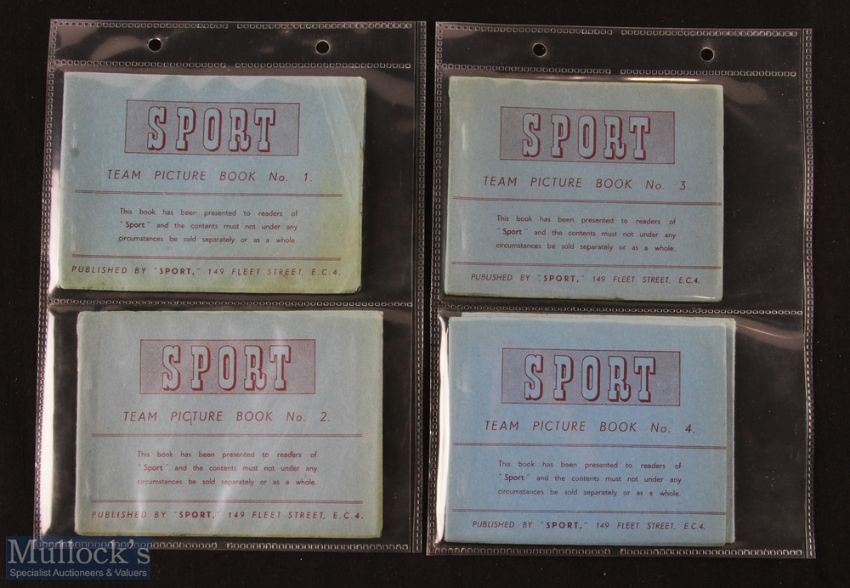 SPORT
TEAM PICTURE BOOK No. 1.
This book has been presented to readers of
"Sport" and the contents must not under any
circumstances be sold separately or as a whole.
PUBLISHED BY "SPORT," 149 FLEET STREET, E.C.4.
SPORT
TEAM PICTURE BOOK No. 3
This book has been presented to readers of
"Sport" and the contents must not under any
circumstances be sold separately or as a whole.
PUBLISHED BY "SPORT," 149 FLEET STREET, E.C.4.
SPORT
TEAM PICTURE BOOK No. 2.
This book has been presented to readers of
"Sport" and the contents must not under any
circumstances be sold separately or as a whole.
PUBLISHED BY "SPORT," 149 FLEET STREET, E.C.4.
SPORT
TEAM PICTURE BOOK No. 4.
This book has been presented to readers of
"Sport" and the contents must not under any
circumstances be sold separately or as a whole.
PUBLISHED BY "SPORT," 149 FLEET STREET, E.C.4.
Mullock's
Specialist Auctioneers & Valuers